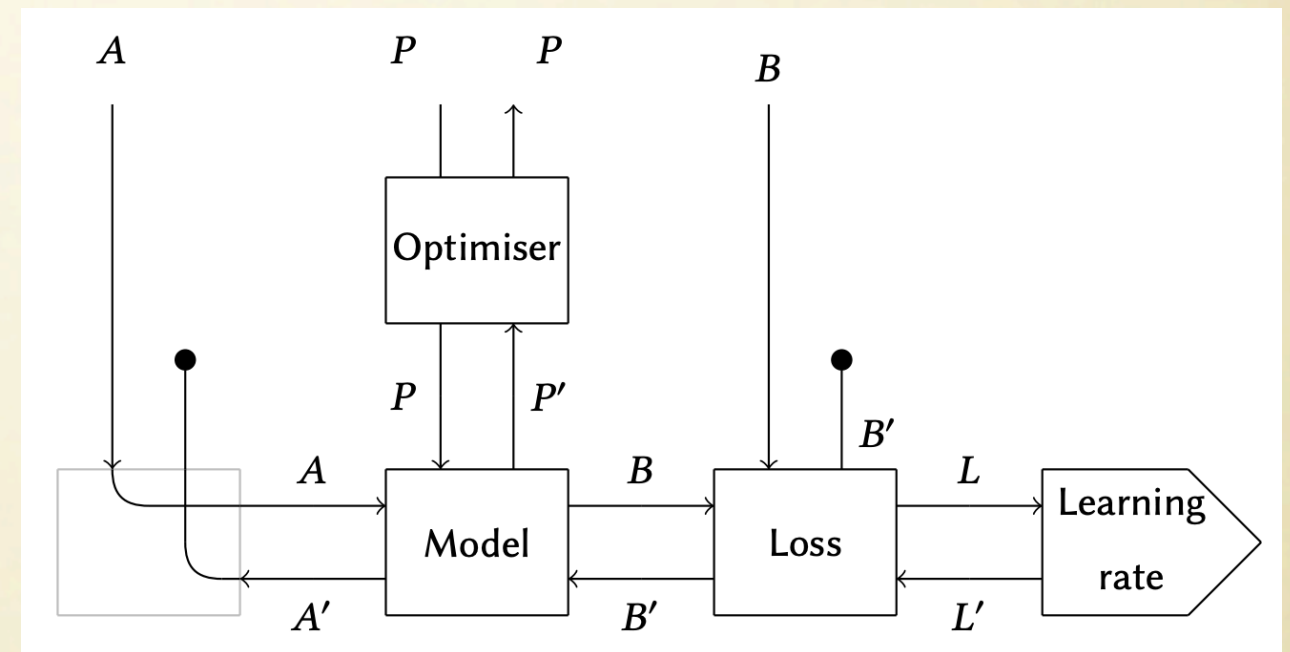 A
P
P
B
Optimiser
P
P′
B′
A
B
L
Model
Loss
Learning
rate
A′
B′
L′